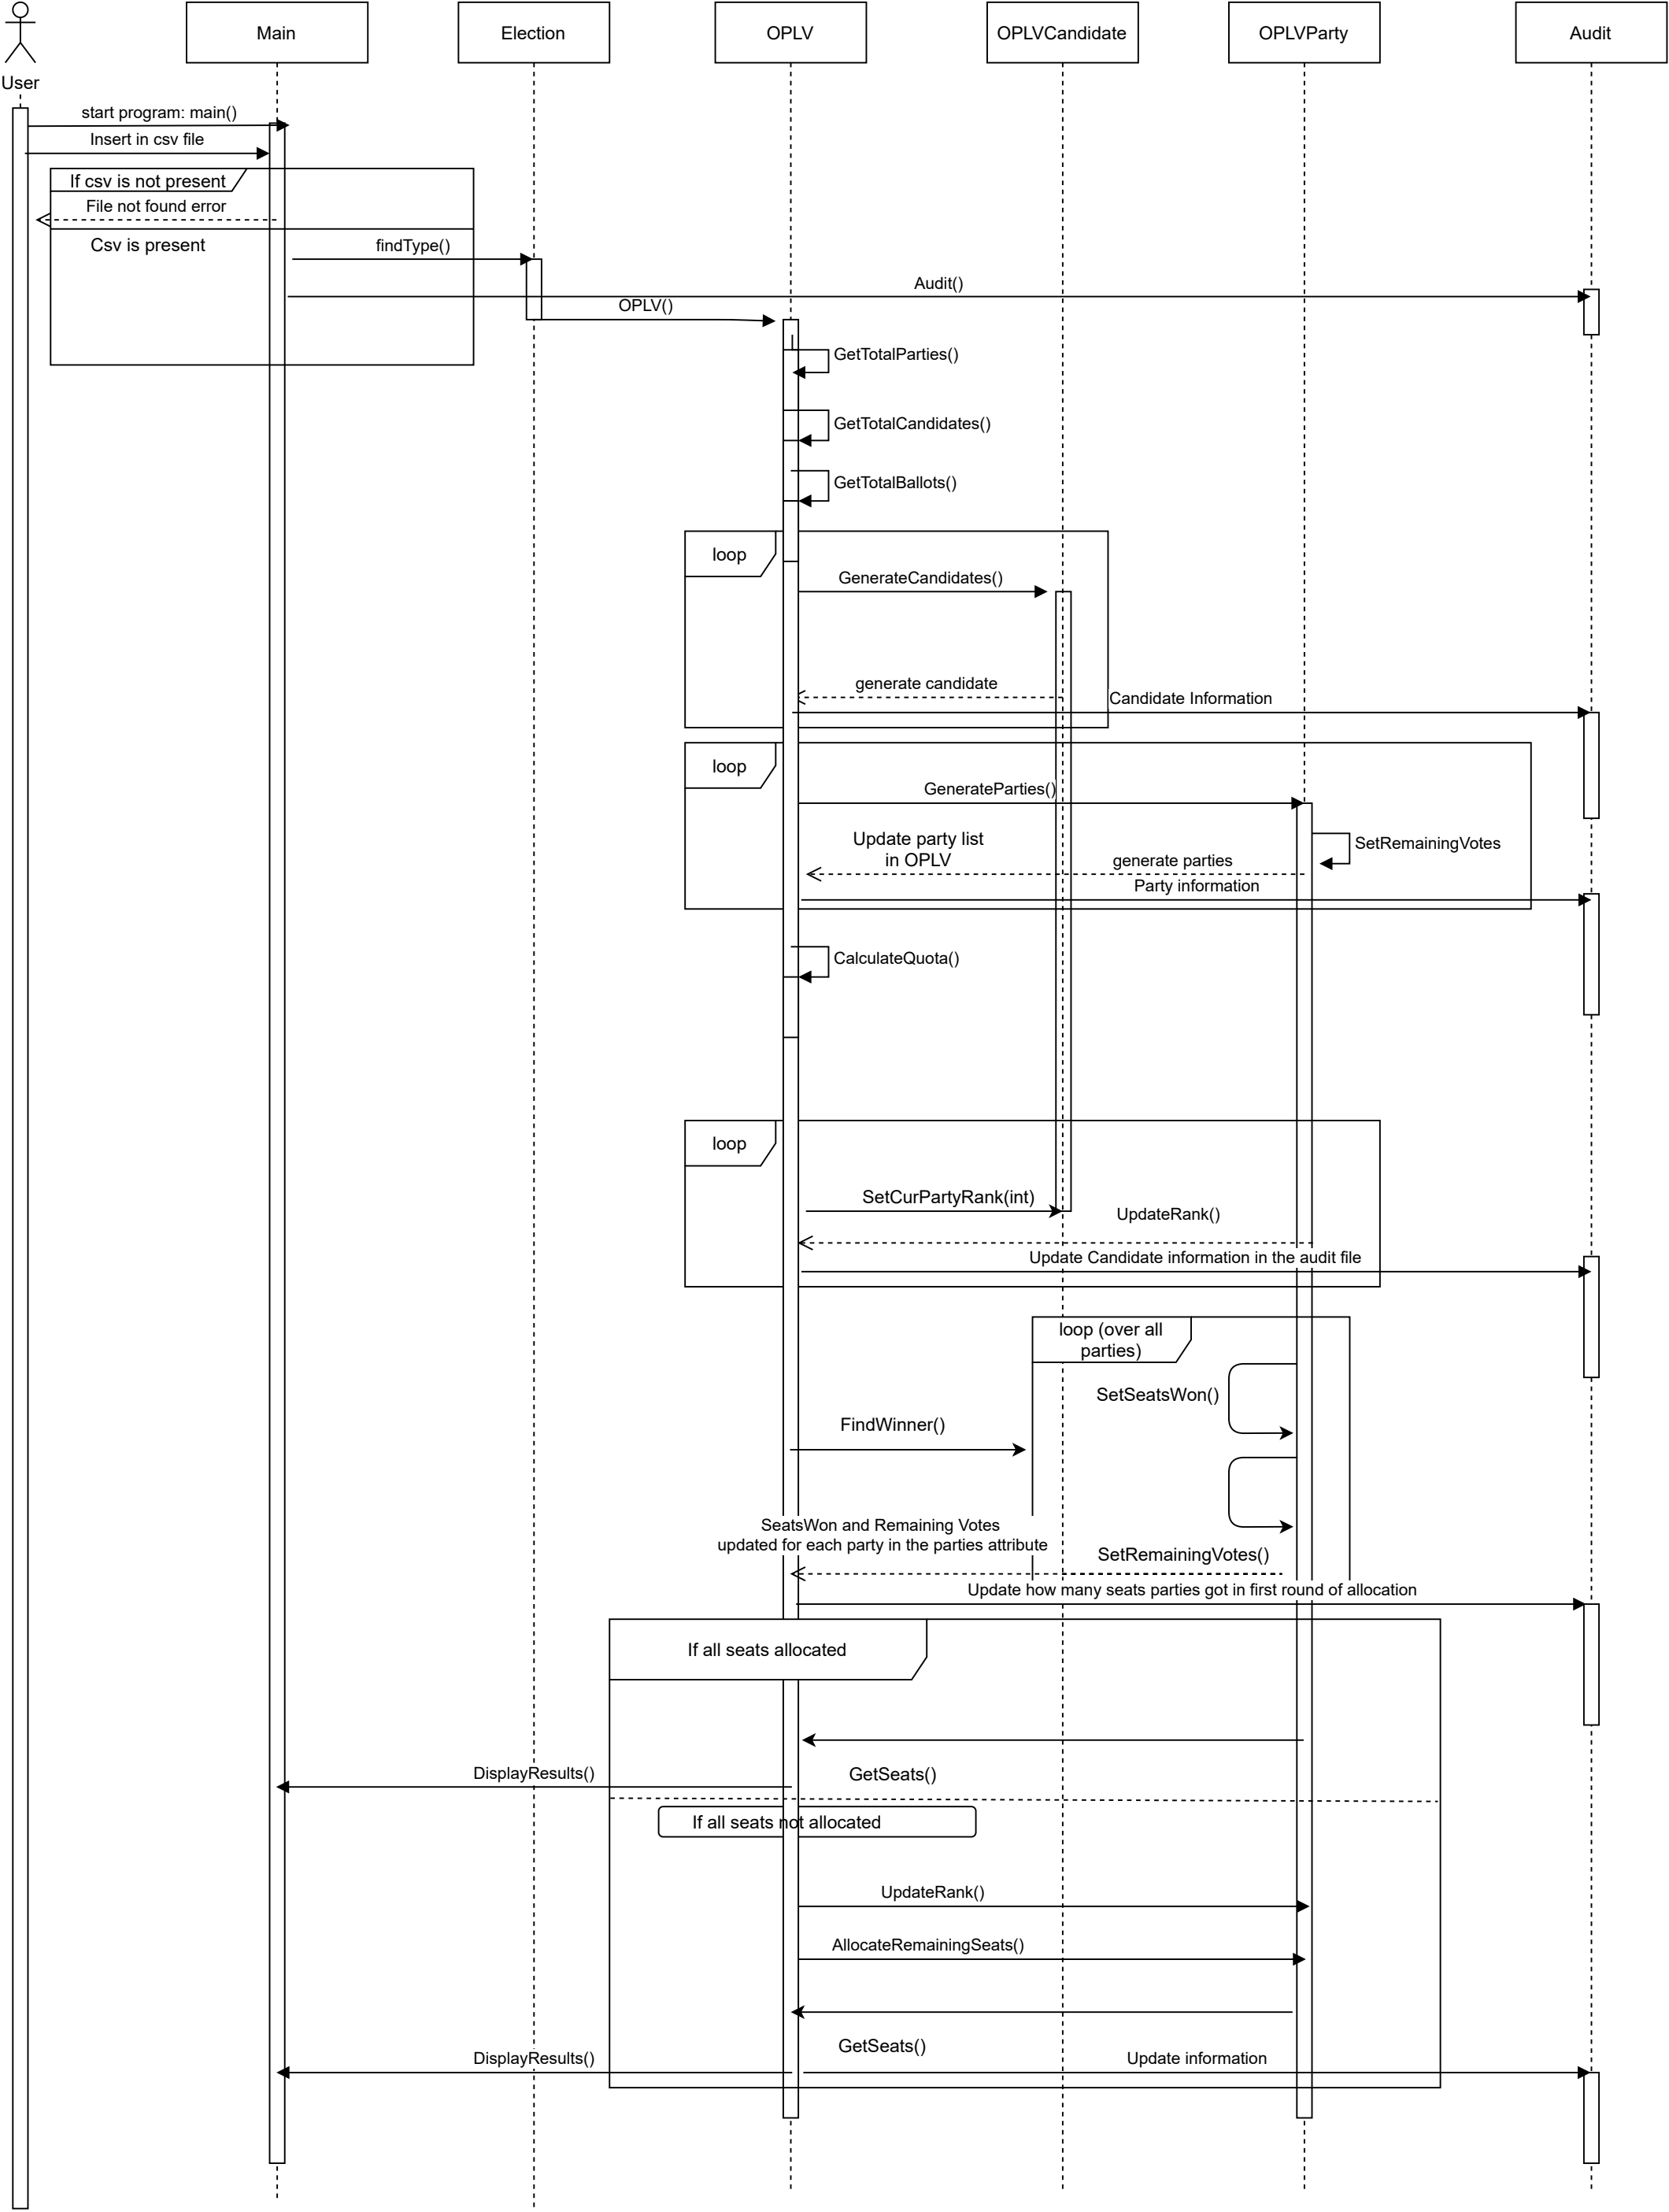 Main
Election
OPLV
OPLVCandidate
OPLVParty
Audit
User
start program: main()
Insert in csv file
If csv is not present
File not found error
Csv is present
findType()
Audit()
OPLV()
GetTotalParties()
GetTotalCandidates()
GetTotalBallots()
loop
GenerateCandidates()
generate candidate
Candidate Information
loop
GenerateParties()
Update party list
in OPLV
SetRemainingVotes
generate parties
Party information
CalculateQuota()
loop
SetCurPartyRank(int)
UpdateRank()
Update Candidate information in the audit file
loop (over all
parties)
SetSeatsWon()
FindWinner()
SeatsWon and Remaining Votes
updated for each party in the parties attribute
SetRemainingVotes()
Update how many seats parties got in first round of allocation
If all seats allocated
DisplayResults()
GetSeats()
If all seats not allocated
UpdateRank()
AllocateRemainingSeats()
GetSeats()
DisplayResults()
Update information